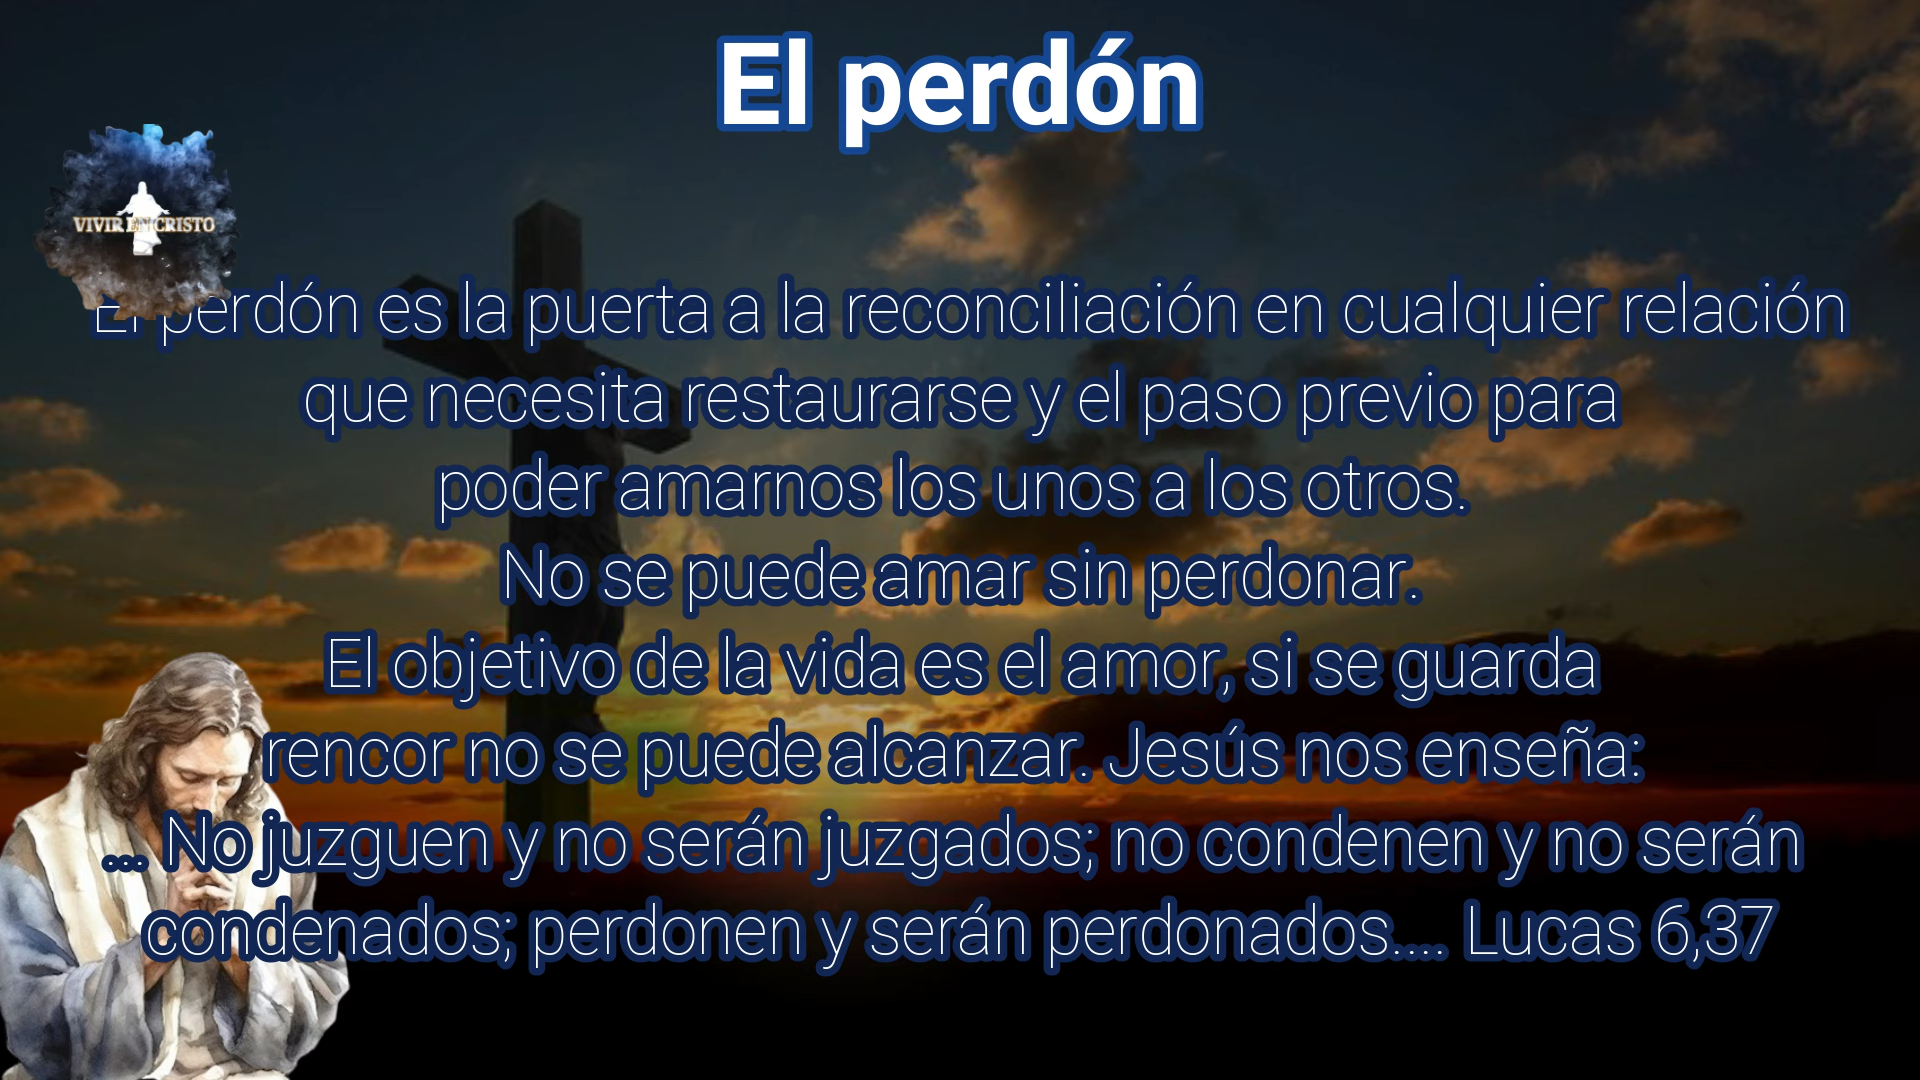 El perdón
VIVIR EN CRISTO
El perdón es la puerta a la reconciliación en cualquier relación
que necesita restaurarse y el paso previo para
poder amarnos los unos a los otros.
No se puede amar sin perdonar.
El objetivo de la vida es el amor, si se guarda
rencor no se puede alcanzar. Jesús nos enseña:
... No juzguen y no serán juzgados; no condenen y no serán
condenados; perdonen y serán perdonados.... Lucas 6,37